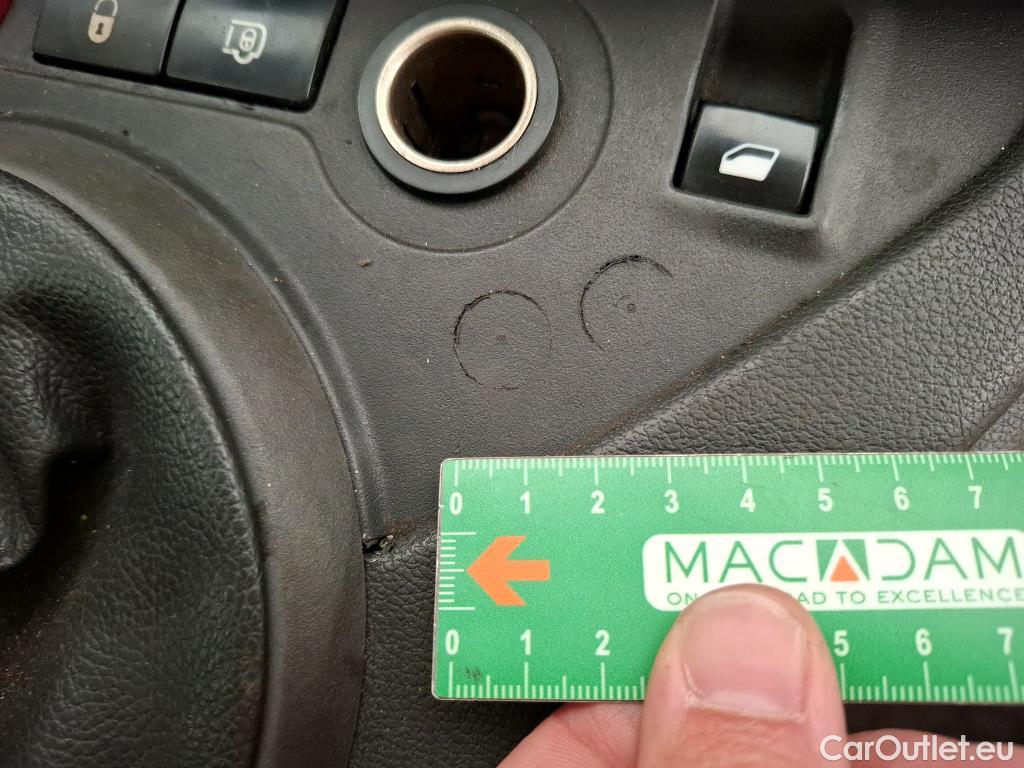 0 1 2 3 4 5 6 7
MACADAM
ON AD TO EXCELLENCE
0 1 2 5 6 7
CarOutlet.eu